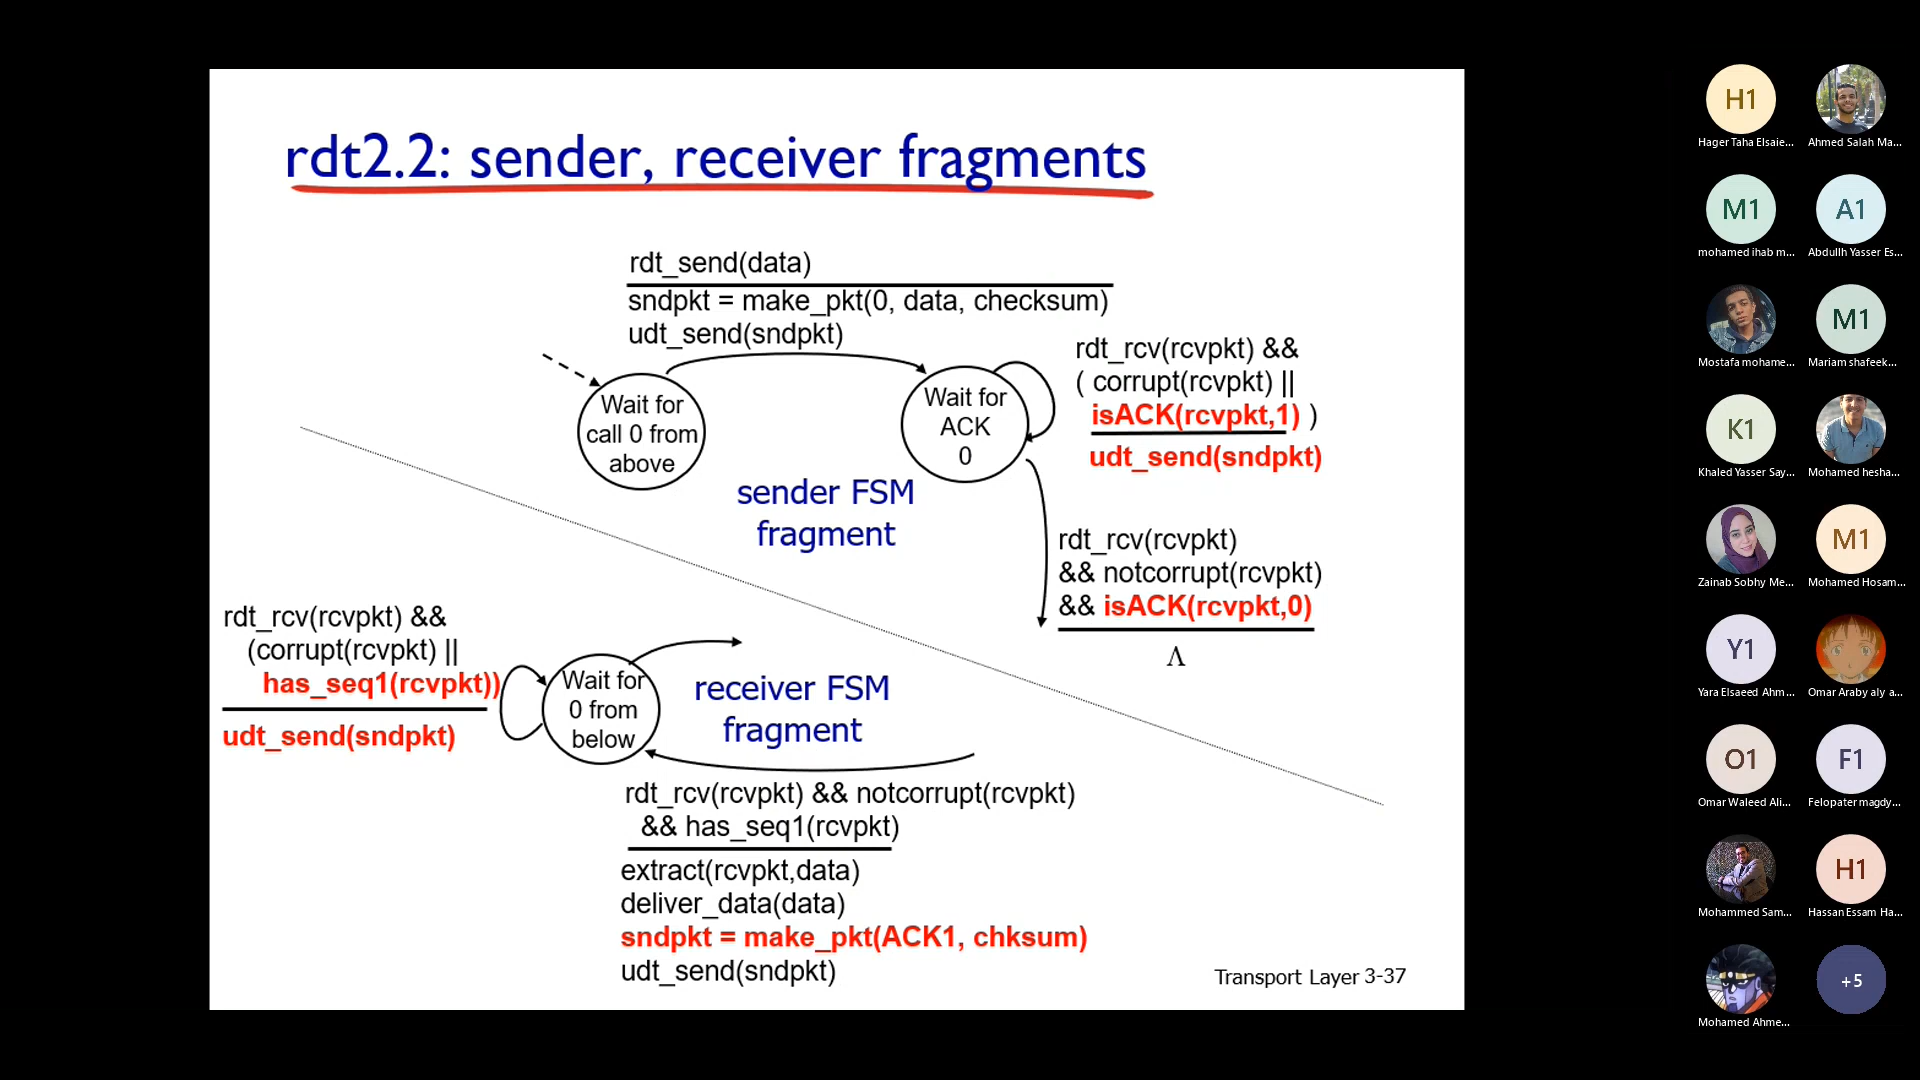 rdt2.2: sender, receiver fragments
rdt_send(data)
sndpkt = make_pkt(0, data, checksum)
udt_send(sndpkt)
Wait for
call 0 from
above
Wait for
ACK
0
rdt_rcv(rcvpkt) &&
( corrupt(rcvpkt) ||
isACK(rcvpkt,1) )
udt_send(sndpkt)
sender FSM
fragment
rdt_rcv(rcvpkt)
&& notcorrupt(rcvpkt)
&& isACK(rcvpkt,0)
Λ
rdt_rcv(rcvpkt) &&
(corrupt(rcvpkt) ||
has_seq1(rcvpkt))
udt_send(sndpkt)
Wait for
0 from
below
receiver FSM
fragment
rdt_rcv(rcvpkt) && notcorrupt(rcvpkt)
&& has_seq1(rcvpkt)
extract(rcvpkt,data)
deliver_data(data)
sndpkt = make_pkt(ACK1, chksum)
udt_send(sndpkt)
Transport Layer 3-37
H1
Hager Taha Elsaie...
Ahmed Salah Ma...
M1
mohamed ihab m...
A1
Abdullh Yasser Es...
Mostafa mohame...
M1
Mariam shafeek...
K1
Khaled Yasser Say...
Mohamed hesha...
Zainab Sobhy Me...
M1
Mohamed Hosam...
Y1
Yara Elsaeed Ahm...
Omar Araby aly a...
O1
Omar Waleed Ali...
F1
Felopater magdy...
Mohammed Sam...
H1
Hassan Essam Ha...
Mohamed Ahme...
+5